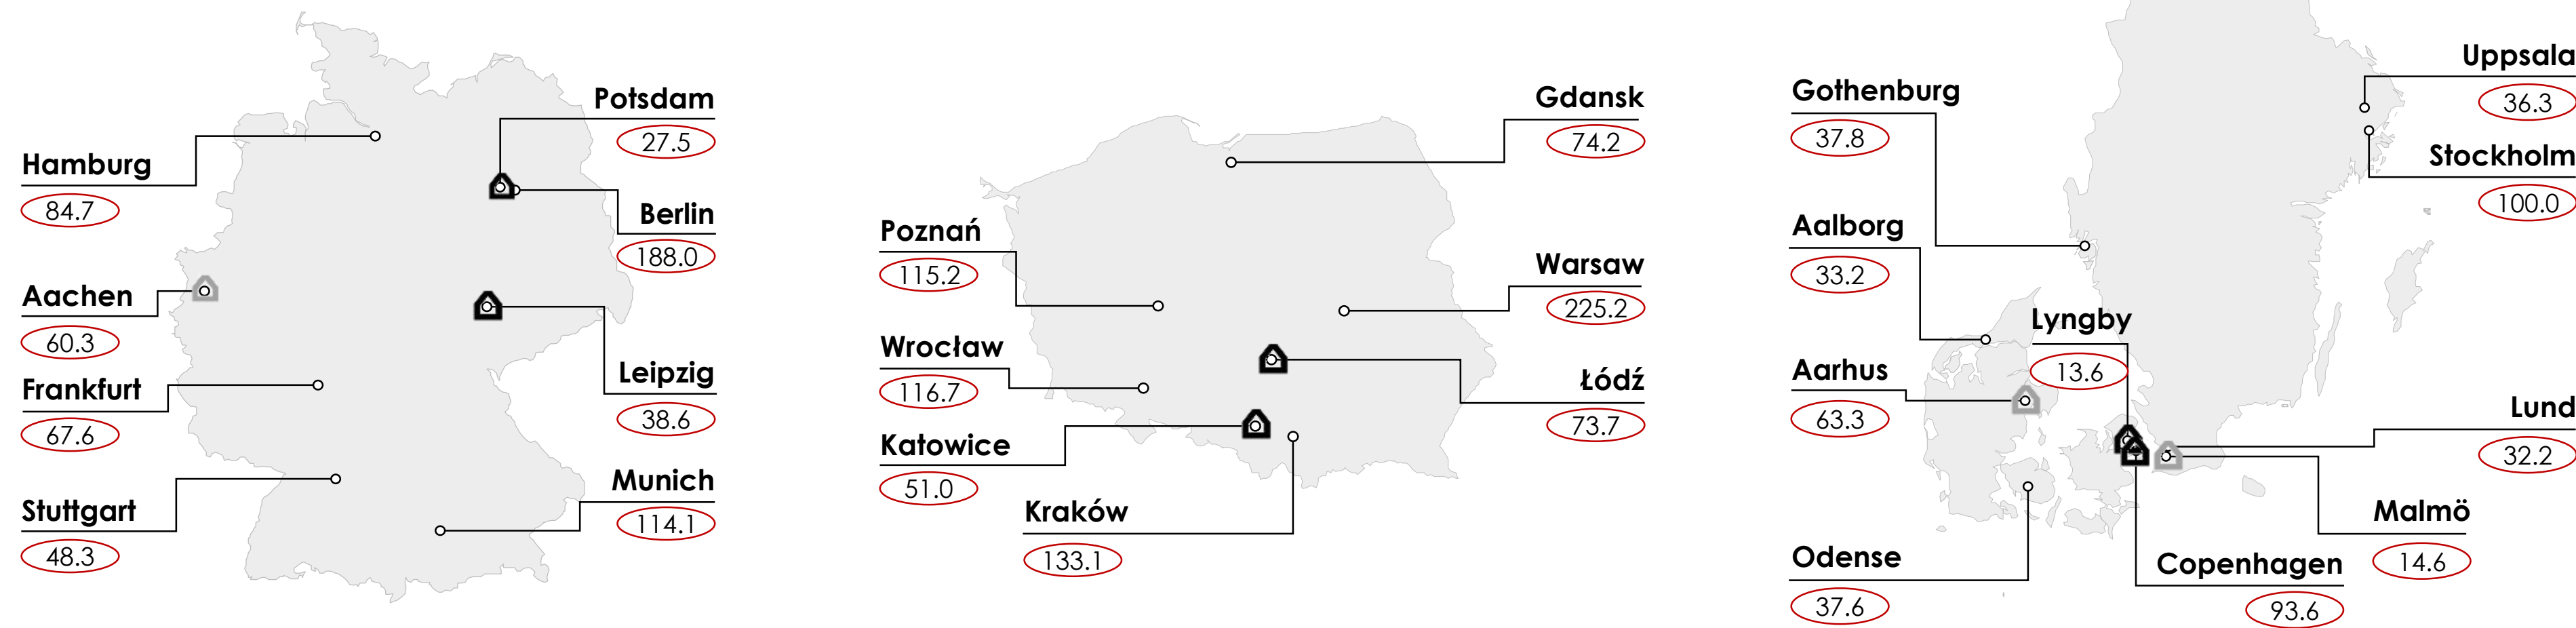 Potsdam
27.5
Hamburg
84.7
Berlin
188.0
Aachen
60.3
Leipzig
38.6
Frankfurt
67.6
Munich
114.1
Stuttgart
48.3
Gdansk
74.2
Poznań
115.2
Warsaw
225.2
Wrocław
116.7
Łódź
73.7
Katowice
51.0
Kraków
133.1
Uppsala
36.3
Gothenburg
37.8
Stockholm
100.0
Aalborg
33.2
Lyngby
13.6
Aarhus
63.3
Lund
32.2
Malmö
14.6
Odense
37.6
Copenhagen
93.6